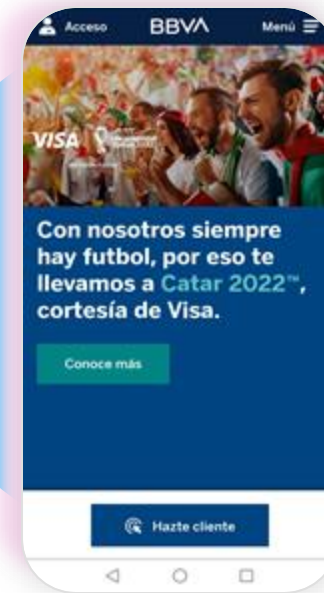 Acceso BBVA Menú
VISA
Con nosotros siempre
hay futbol, por eso te
llevamos a Catar 2022™,
cortesía de Visa.
Conoce más
Hazte cliente